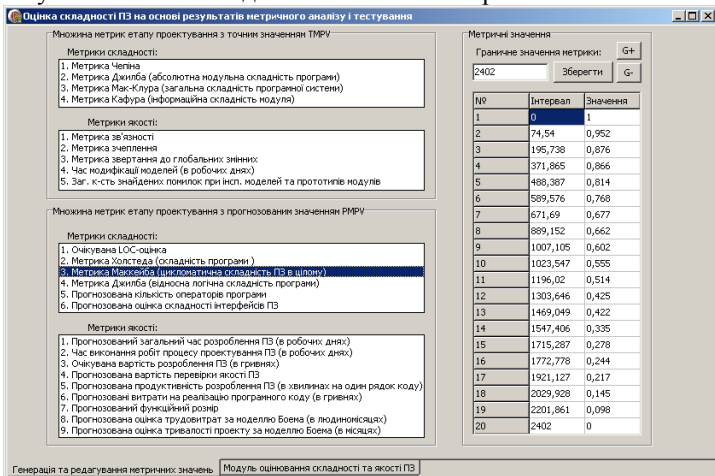 Оцінка складності ПЗ на основі результатів метричного аналізу і тестування
Множина метрик етапу проектування з точним значенням TMPV
Метрики складності:
1. Метрика Чепіна
2. Метрика Джилба (абсолютна модульна складність програми)
3. Метрика Мак-Клура (загальна складність програмної системи)
4. Метрика Кафура (інформаційна складність модуля)
Метрики якості:
1. Метрика зв'язності
2. Метрика зчеплення
3. Метрика звертання до глобальних змінних
4. Час модифікації моделей (в робочих днях)
5. Заг. к-сть знайдених помилок при інсп. моделей та прототипів модулів
Множина метрик етапу проектування з прогнозованим значенням PMPV
Метрики складності:
1. Очікувана LOC-оцінка
2. Метрика Холстеда (складність програми )
3. Метрика Маккейба (цикломатична складність ПЗ в цілому)
4. Метрика Джилба (відносна логічна складність програми)
5. Прогнозована кількість операторів програми
6. Прогнозована оцінка складності інтерфейсів ПЗ
Метрики якості:
1. Прогнозований загальний час розроблення ПЗ (в робочих днях)
2. Час виконання робіт процесу проектування ПЗ (в робочих днях)
3. Очікувана вартість розроблення ПЗ (в гривнях)
4. Прогнозована вартість перевірки якості ПЗ
5. Прогнозована продуктивність розроблення ПЗ (в хвилинах на один рядок коду)
6. Прогнозовані витрати на реалізацію програмного коду (в гривнях)
7. Прогнозований функційний розмір
8. Прогнозована оцінка трудовитрат за моделлю Боема (в людиномісяцях)
9. Прогнозована оцінка тривалості проекту за моделлю Боема (в місяцях)
Метричні значення
Граничне значення метрики: G+
2402 Зберегти G-
№ Інтервал Значення
1 0 1
2 74,54 0,952
3 195,738 0,876
4 371,865 0,866
5 488,387 0,814
6 589,576 0,768
7 671,69 0,677
8 889,152 0,662
9 1007,105 0,602
10 1023,547 0,555
11 1196,02 0,514
12 1303,646 0,425
13 1469,049 0,422
14 1547,406 0,335
15 1715,287 0,278
16 1772,778 0,244
17 1921,127 0,217
18 2029,928 0,145
19 2201,861 0,098
20 2402 0
Генерація та редагування метричних значень Модуль оцінювання складності та якості ПЗ